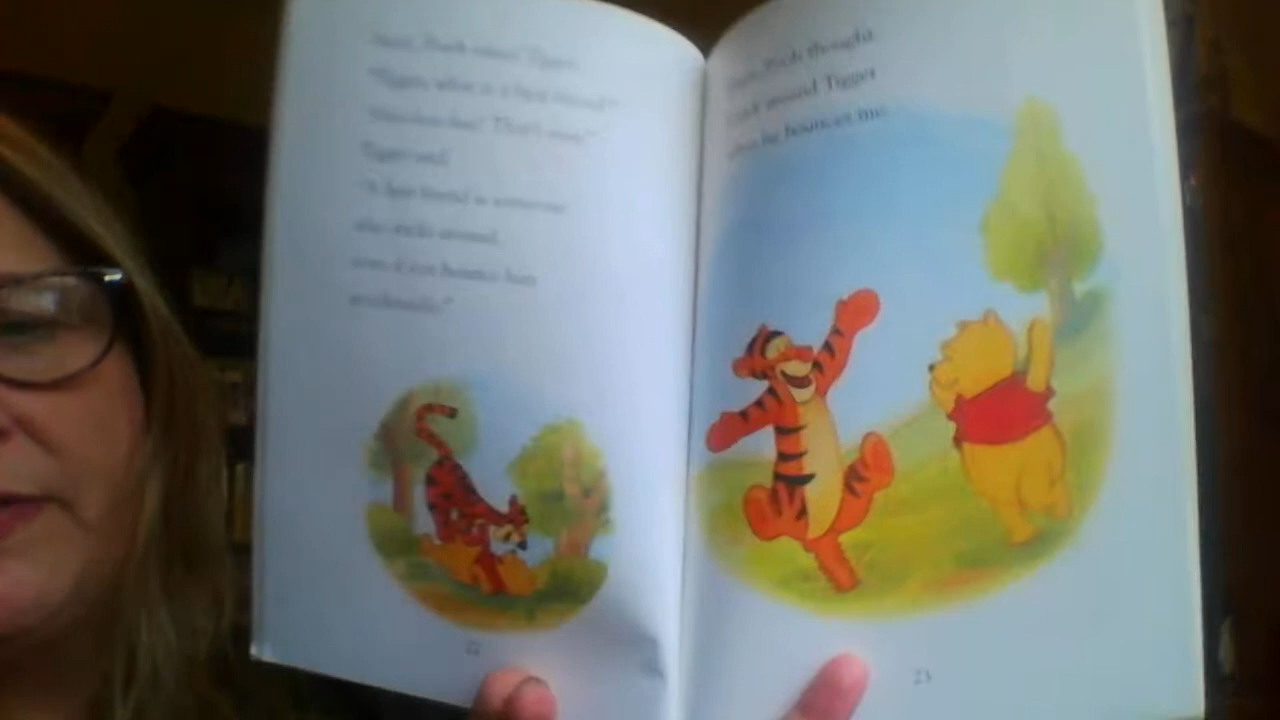 "Tigger, what is a best friend?"
"Hoo-hoo-hoo! That's easy,"
Tigger said.
"A best friend is someone
who sticks around,
even if you bounce him
accidentally."
22
Pooh thought.
around Tigger
he bounces me.
23